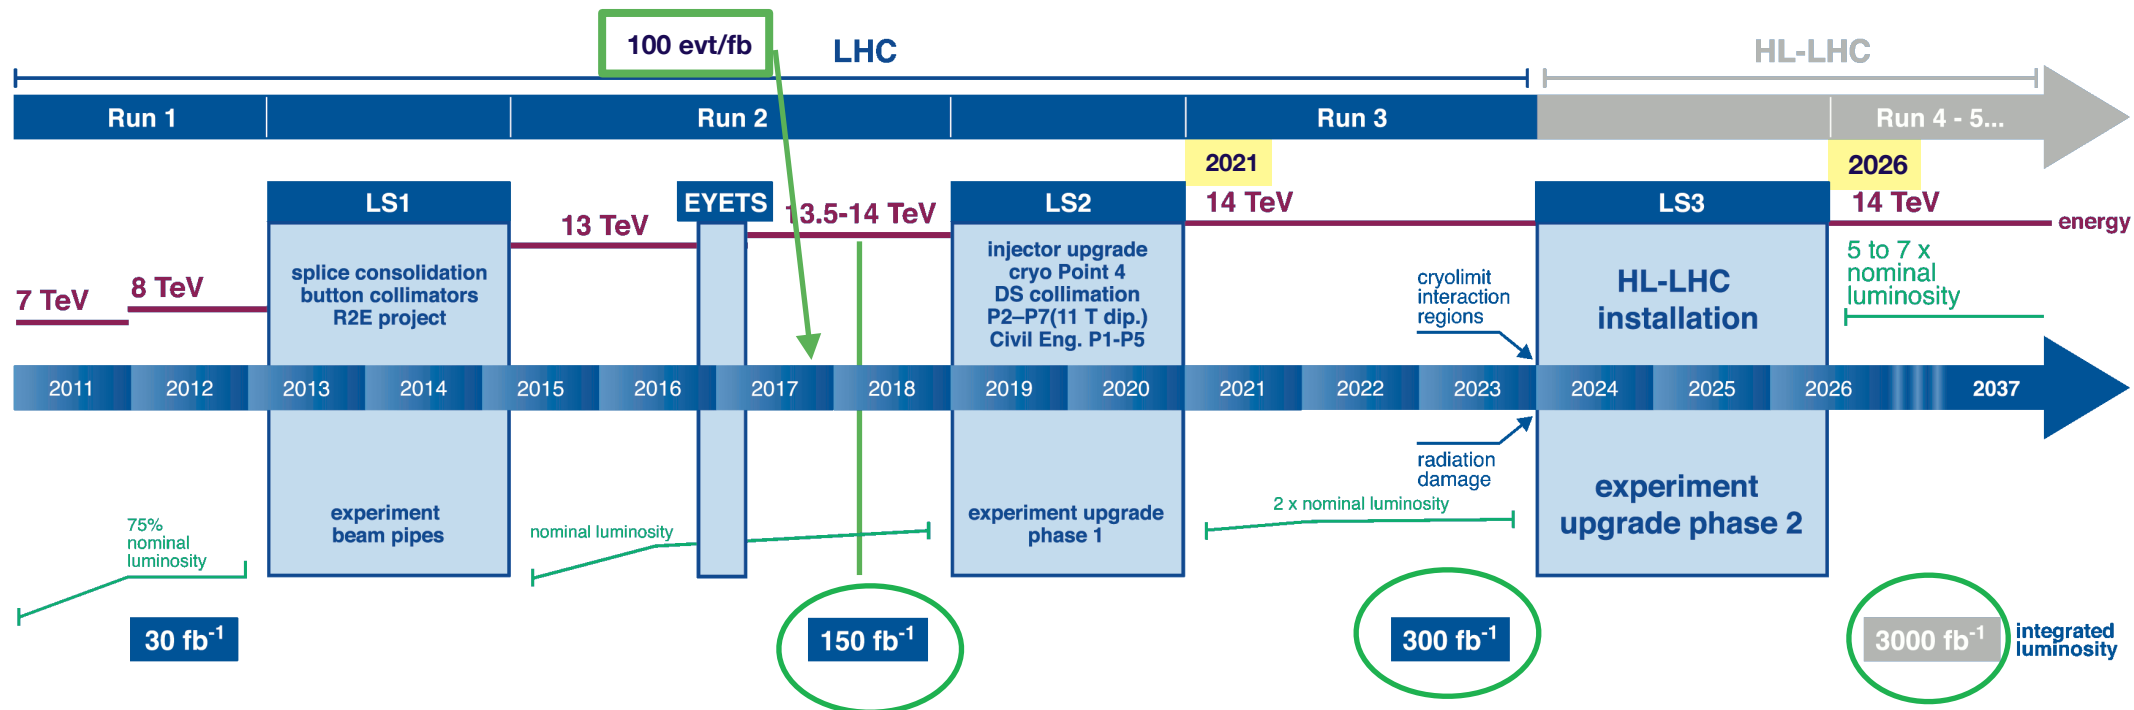 100 evt/fb
LHC
HL-LHC
Run 1
Run 2
Run 3
Run 4 - 5...
2021
2026
LS1
EYETS
LS2
LS3
13 TeV
13.5-14 TeV
14 TeV
14 TeV
energy
7 TeV
8 TeV
splice consolidation
button collimators
R2E project
injector upgrade
cryo Point 4
DS collimation
P2–P7(11 T dip.)
Civil Eng. P1-P5
cryolimit
interaction
regions
HL-LHC
installation
5 to 7 x
nominal
luminosity
2011
2012
2013
2014
2015
2016
2017
2018
2019
2020
2021
2022
2023
2024
2025
2026
2037
radiation
damage
75%
nominal
luminosity
experiment
beam pipes
nominal luminosity
experiment upgrade
phase 1
2 x nominal luminosity
experiment
upgrade phase 2
30 fb-1
150 fb-1
300 fb-1
3000 fb-1
integrated
luminosity